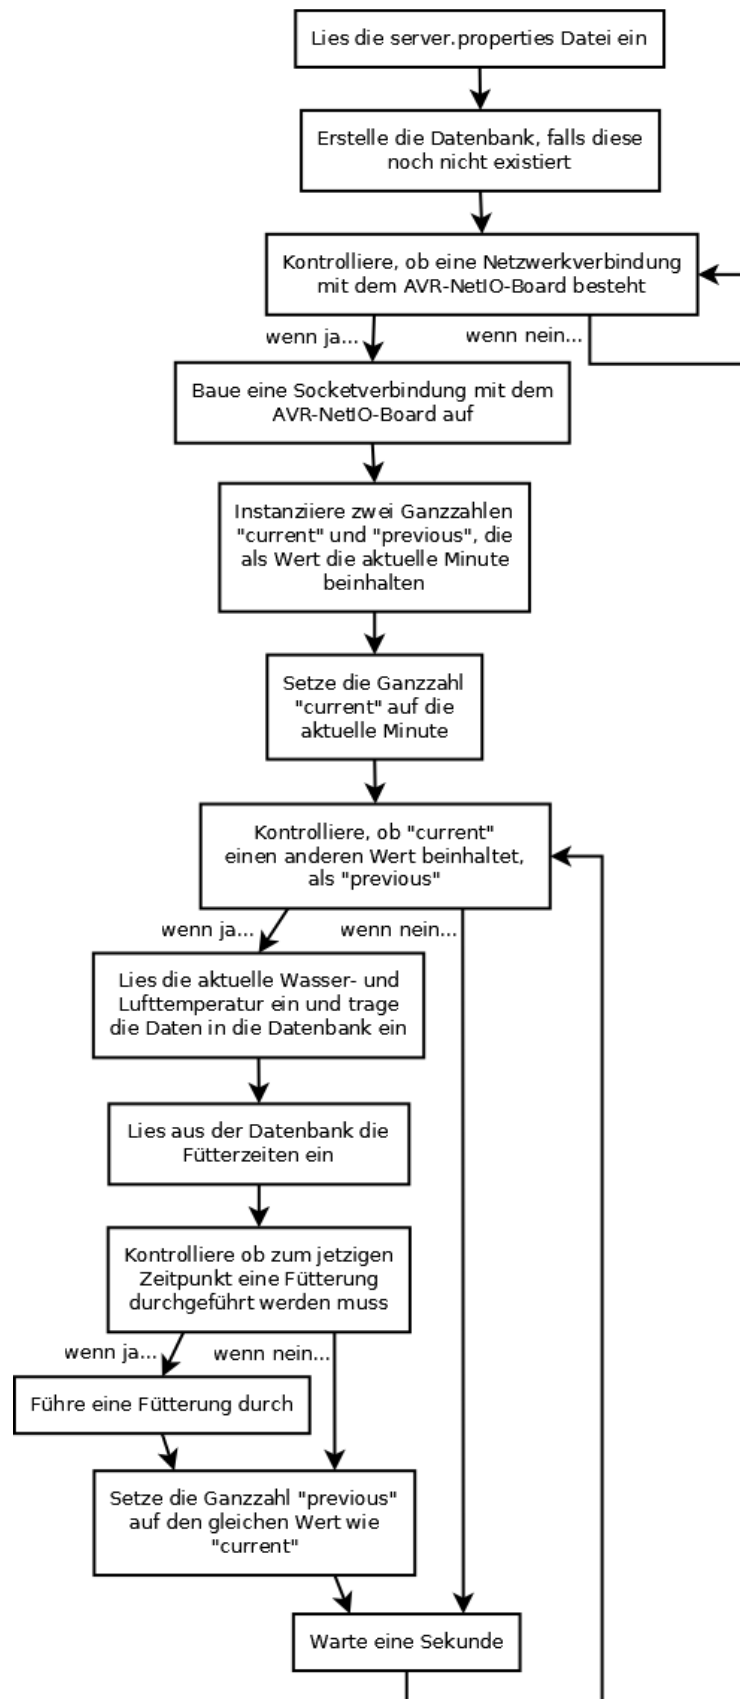 Lies die server.properties Datei ein
Erstelle die Datenbank, falls diese
noch nicht existiert
Kontrolliere, ob eine Netzwerkverbindung
mit dem AVR-NetIO-Board besteht
wenn ja...
wenn nein...
Baue eine Socketverbindung mit dem
AVR-NetIO-Board auf
Instanziiere zwei Ganzzahlen
"current" und "previous", die
als Wert die aktuelle Minute
beinhalten
Setze die Ganzzahl
"current" auf die
aktuelle Minute
Kontrolliere, ob "current"
einen anderen Wert beinhaltet,
als "previous"
wenn ja...
wenn nein...
Lies die aktuelle Wasser- und
Lufttemperatur ein und trage
die Daten in die Datenbank ein
Lies aus der Datenbank die
Fütterzeiten ein
Kontrolliere ob zum jetzigen
Zeitpunkt eine Fütterung
durchgeführt werden muss
wenn ja...
wenn nein...
Führe eine Fütterung durch
Setze die Ganzzahl "previous"
auf den gleichen Wert wie
"current"
Warte eine Sekunde